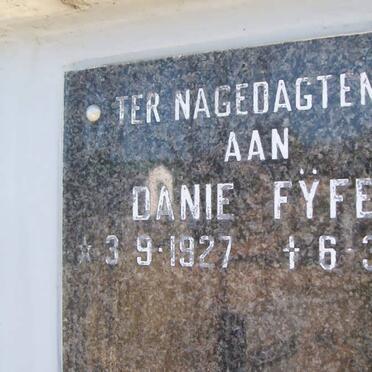 TER NAGEDAGTEN
AAN
DANIE FŸFE
* 3 9·1927 † 6·3